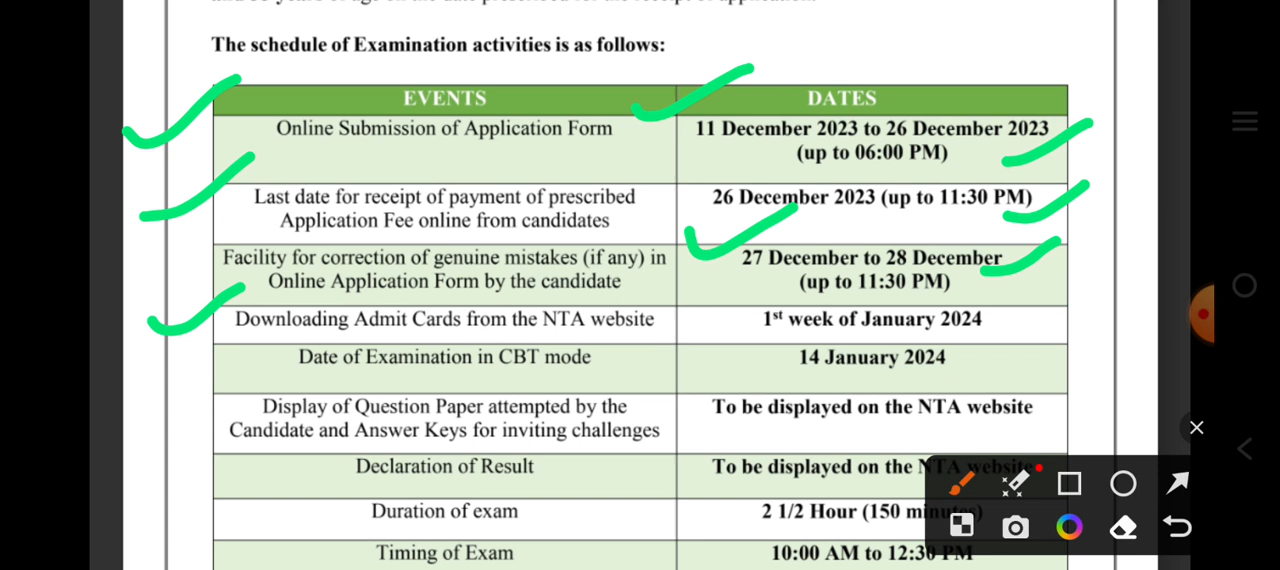 The schedule of Examination activities is as follows:
EVENTS DATES
Online Submission of Application Form 11 December 2023 to 26 December 2023
(up to 06:00 PM)
Last date for receipt of payment of prescribed 26 December 2023 (up to 11:30 PM)
Application Fee online from candidates
Facility for correction of genuine mistakes (if any) in 27 December to 28 December
Online Application Form by the candidate (up to 11:30 PM)
Downloading Admit Cards from the NTA website 1st week of January 2024
Date of Examination in CBT mode 14 January 2024
Display of Question Paper attempted by the To be displayed on the NTA website
Candidate and Answer Keys for inviting challenges
Declaration of Result To be displayed on the NTA website
Duration of exam 2 1/2 Hour (150 minutes)
Timing of Exam 10:00 AM to 12:30 PM